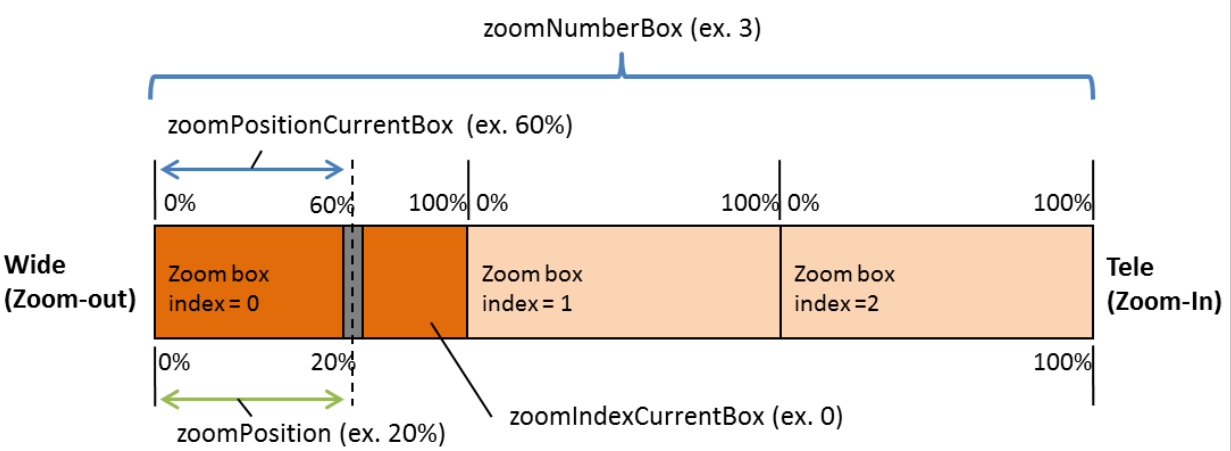 zoomNumberBox (ex. 3)
zoomPositionCurrentBox (ex. 60%)
0% 60% 100% 0% 100% 0% 100%
Wide
(Zoom-out)
Zoom box
index = 0
Zoom box
index = 1
Zoom box
index =2
Tele
(Zoom-In)
0% 20% 100%
zoomPosition (ex. 20%)
zoomIndexCurrentBox (ex. 0)